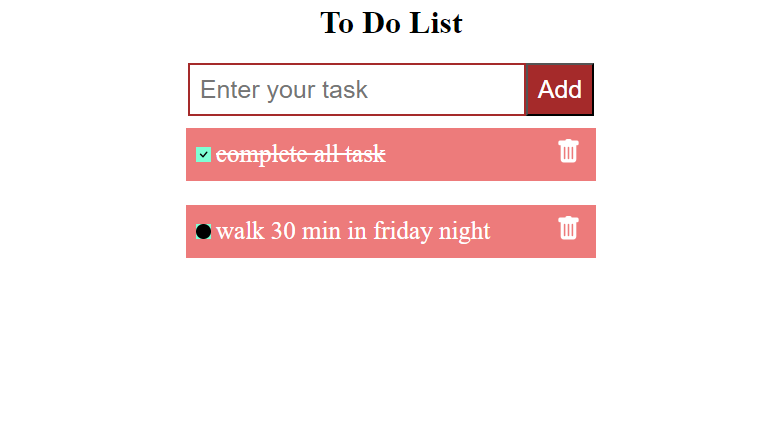 To Do List
Enter your task Add
complete all task
walk 30 min in friday night